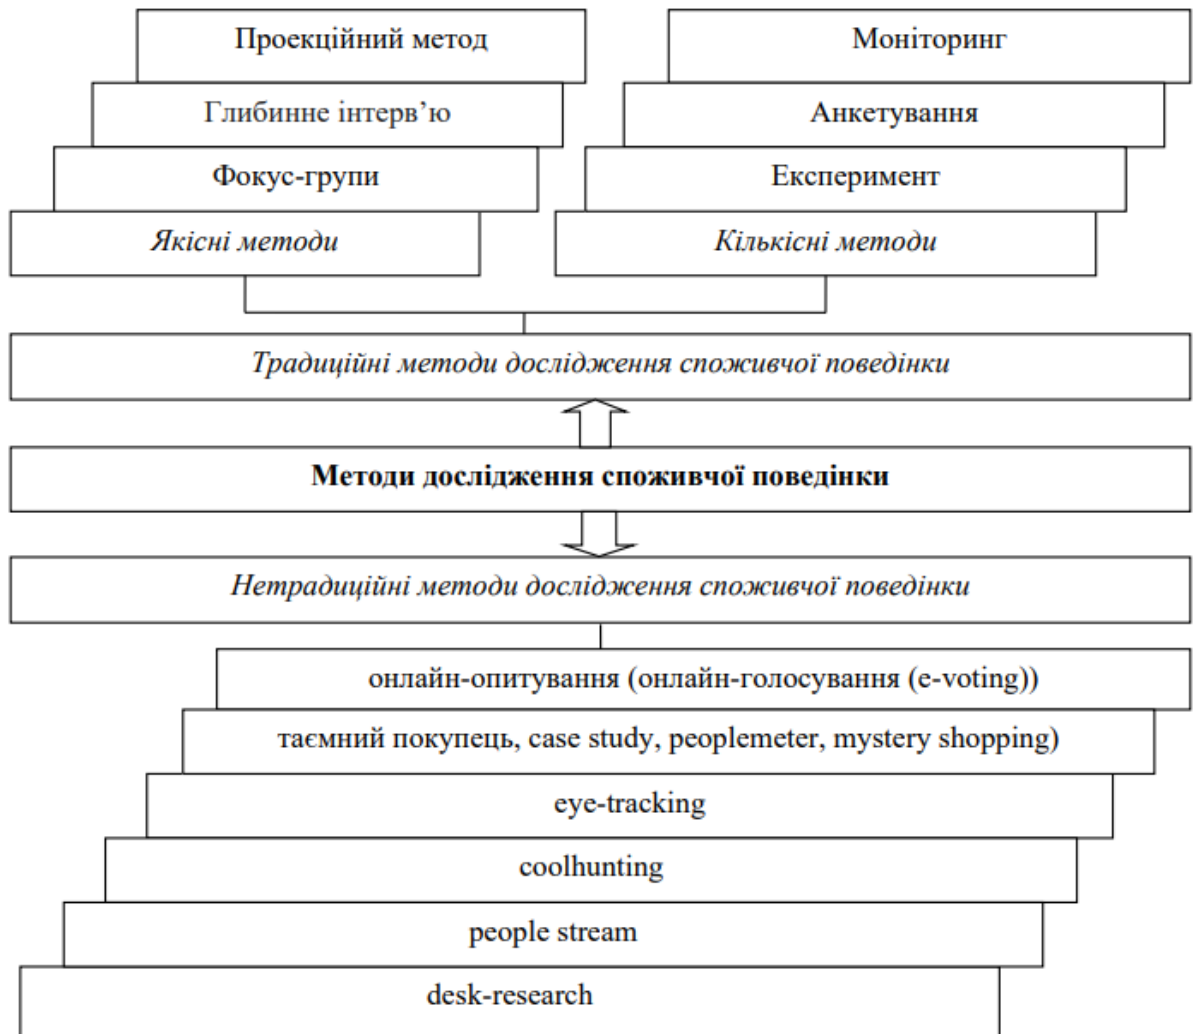 Проекційний метод
Моніторинг
Глибинне інтерв’ю
Анкетування
Фокус-групи
Експеримент
Якісні методи
Кількісні методи
Традиційні методи дослідження споживчої поведінки
Методи дослідження споживчої поведінки
Нетрадиційні методи дослідження споживчої поведінки
онлайн-опитування (онлайн-голосування (e-voting))
таємний покупець, case study, peoplemeter, mystery shopping)
eye-tracking
coolhunting
people stream
desk-research